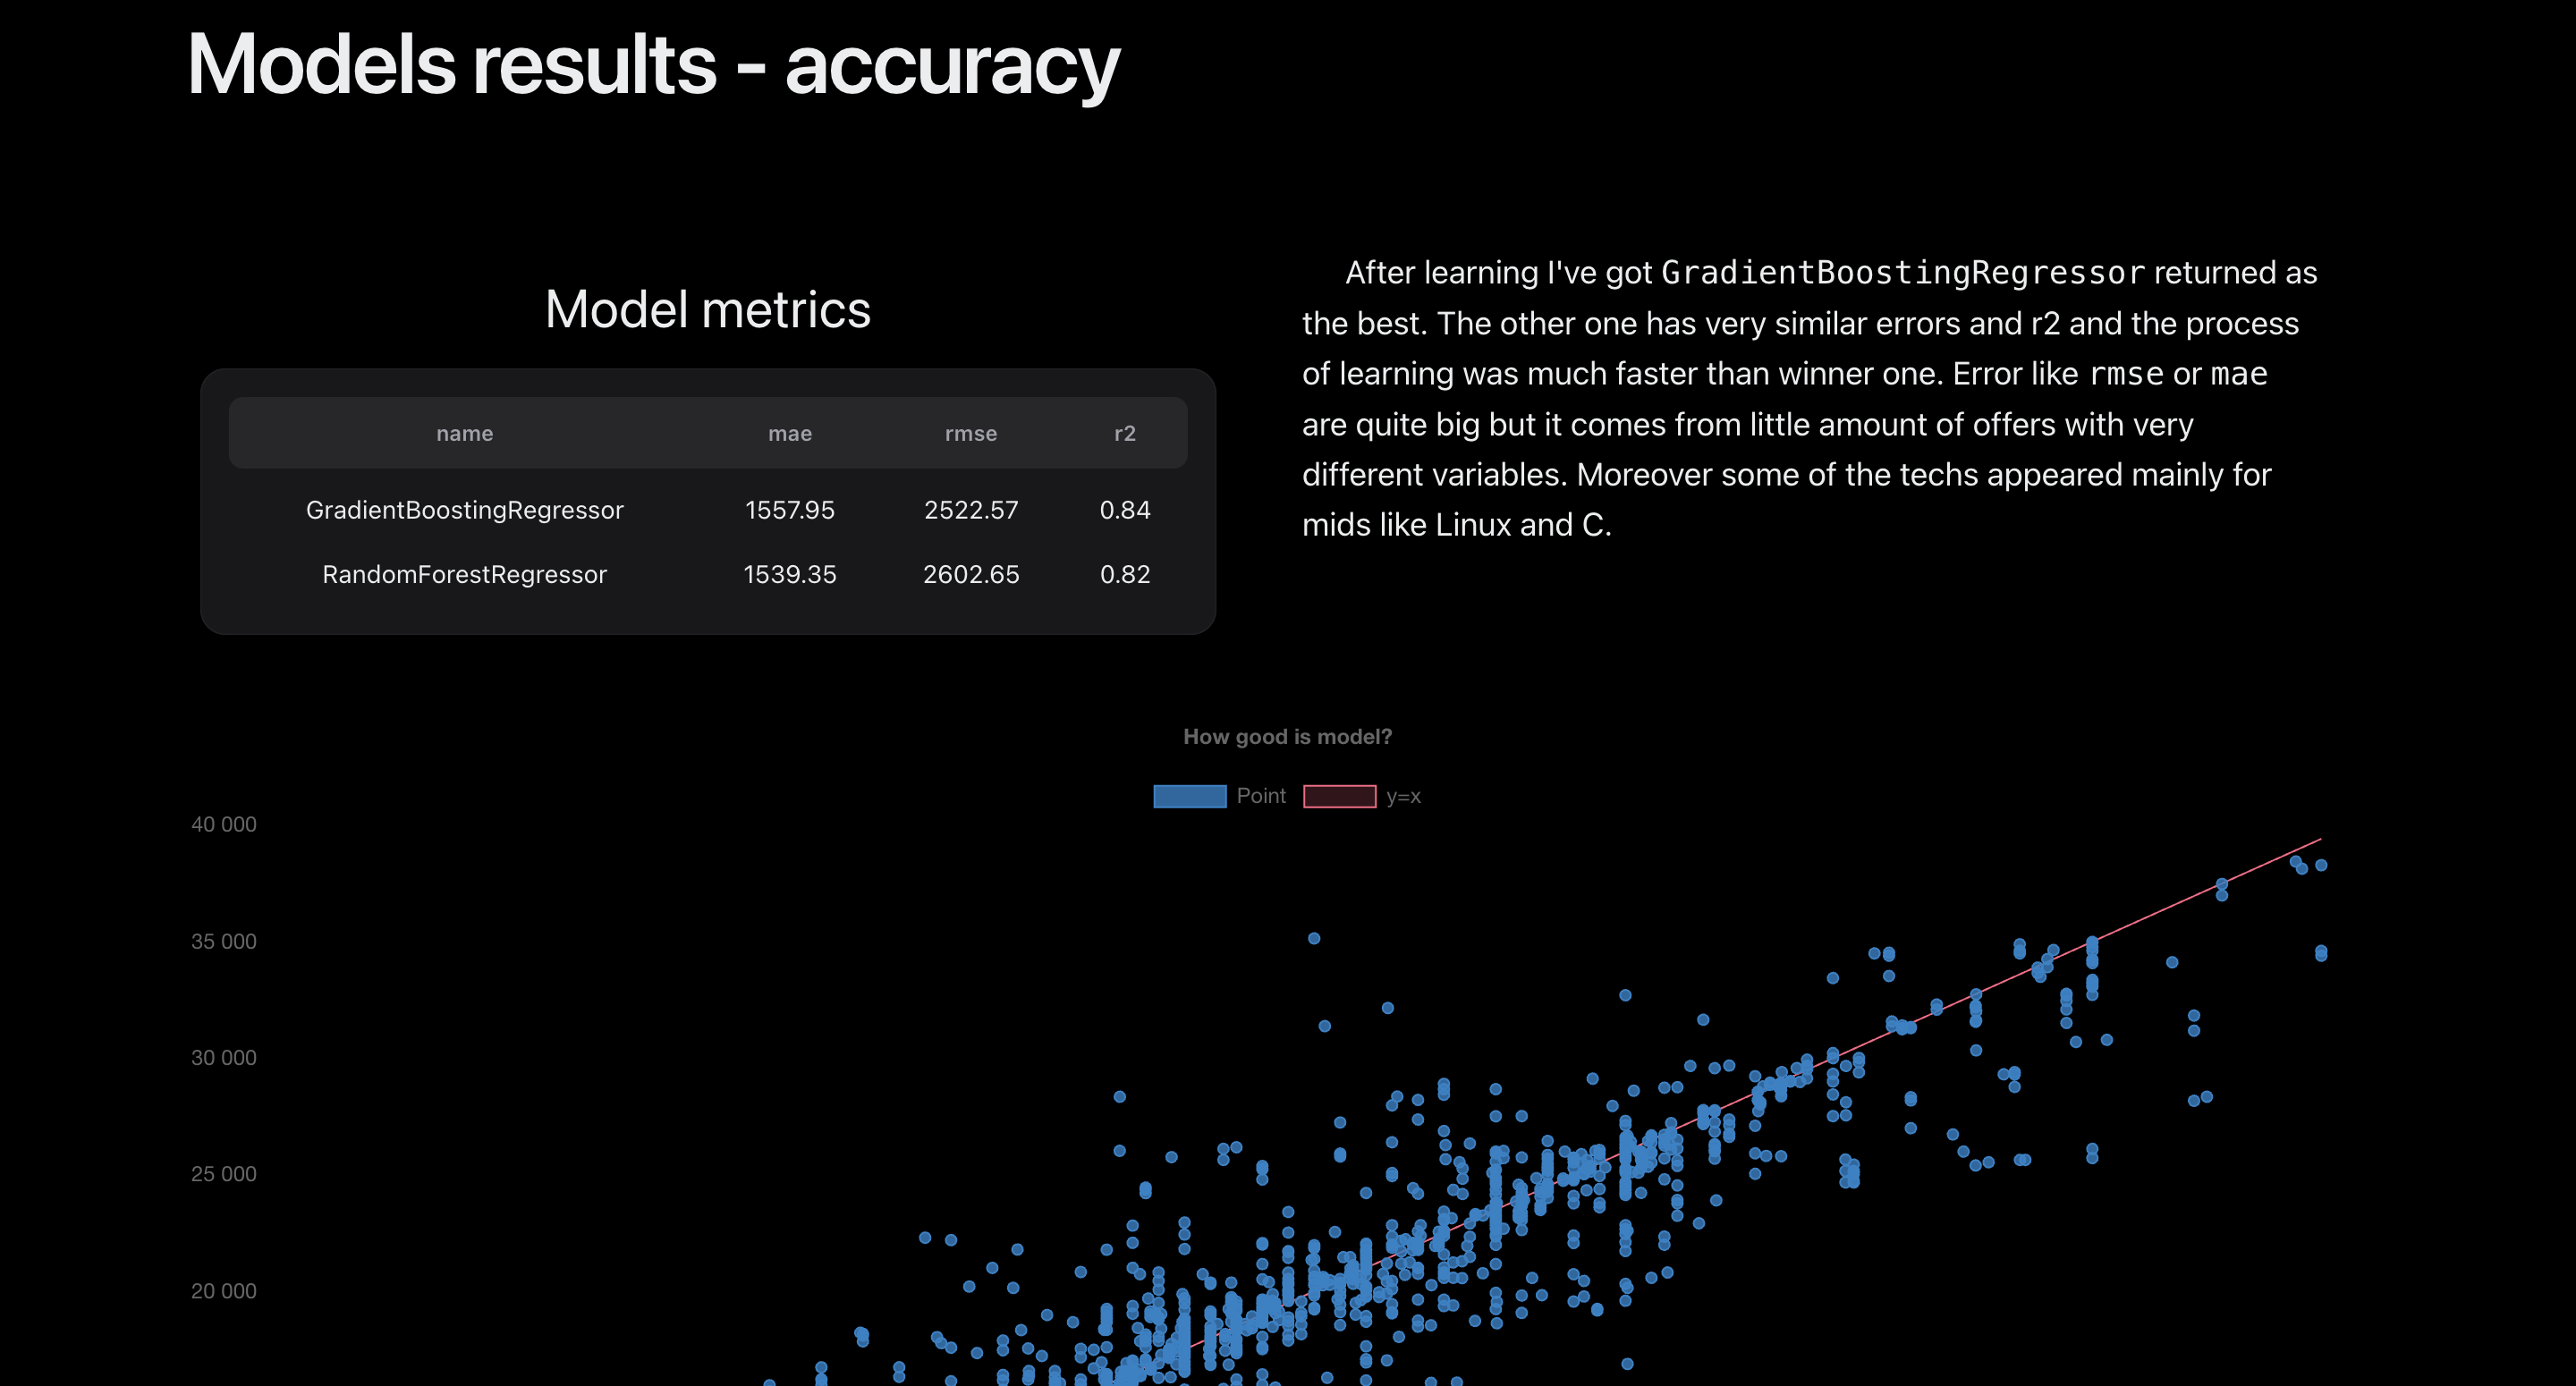 Models results - accuracy
Model metrics
name mae rmse r2
GradientBoostingRegressor 1557.95 2522.57 0.84
RandomForestRegressor 1539.35 2602.65 0.82
After learning I've got GradientBoostingRegressor returned as
the best. The other one has very similar errors and r2 and the process
of learning was much faster than winner one. Error like rmse or mae
are quite big but it comes from little amount of offers with very
different variables. Moreover some of the techs appeared mainly for
mids like Linux and C.
How good is model?
Point y=x
40 000
35 000
30 000
25 000
20 000